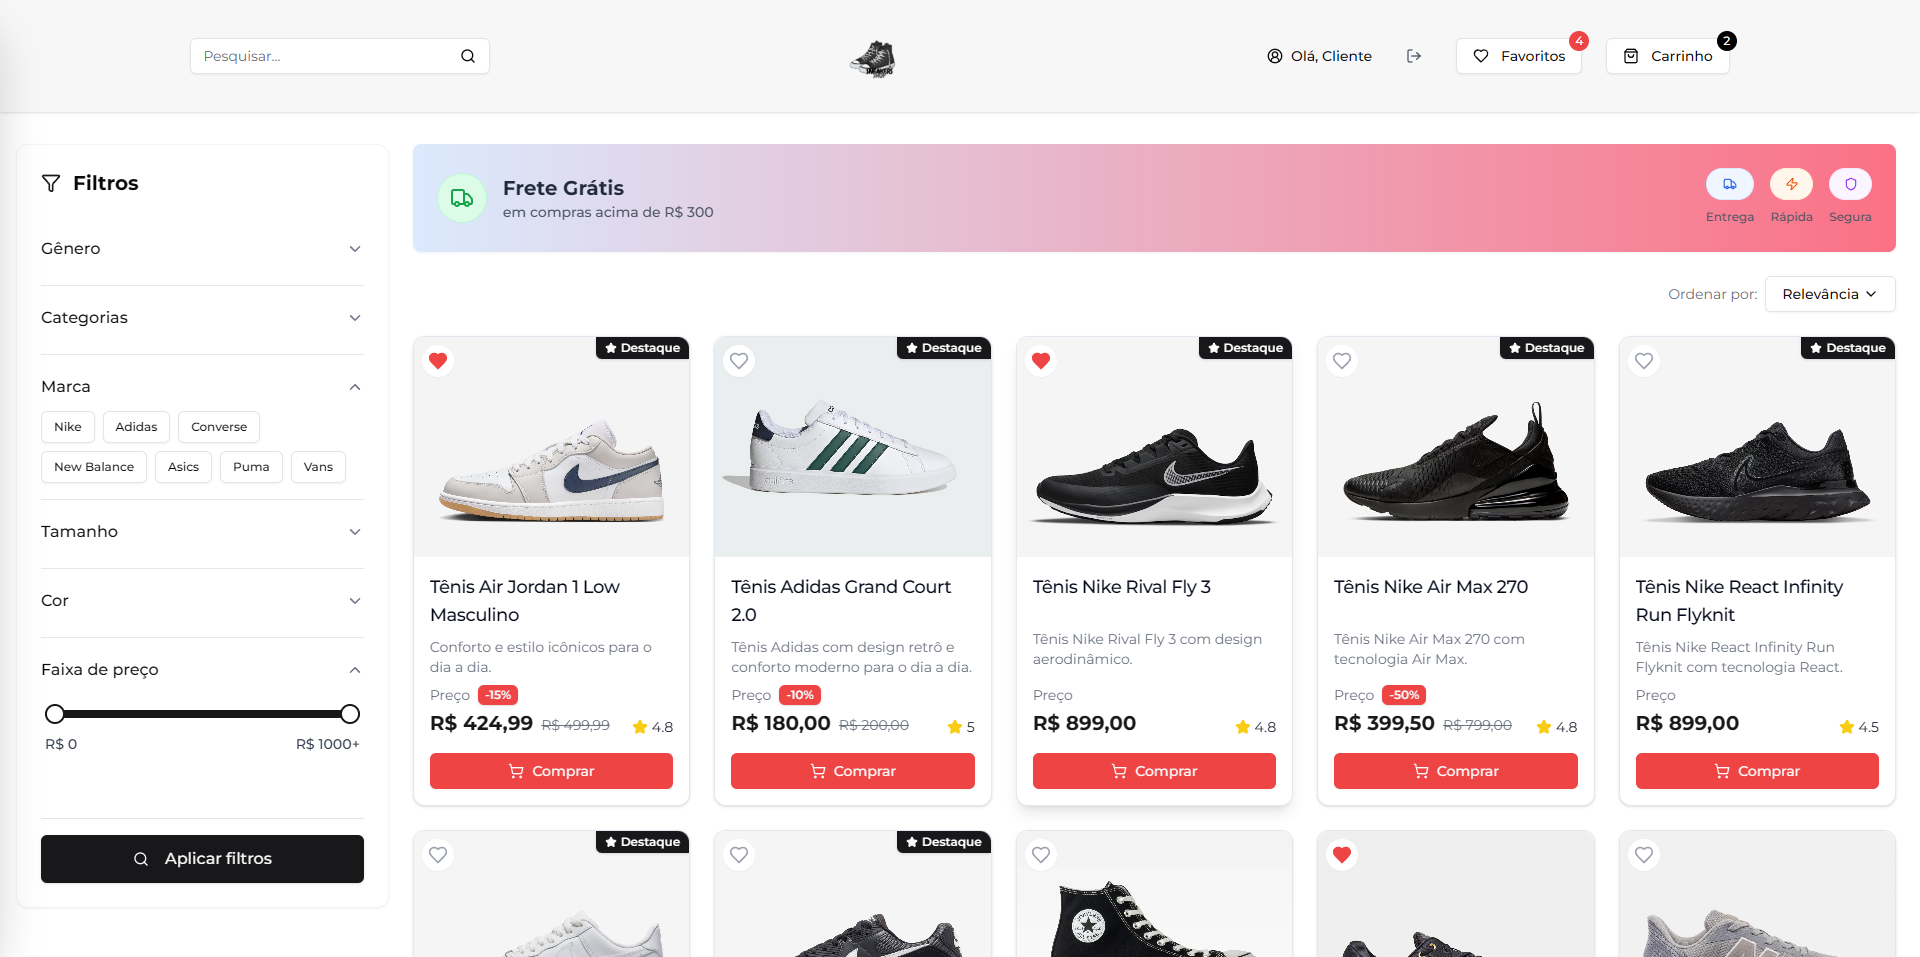 Pesquisar...
Olá, Cliente
Favoritos
4
Carrinho
2
Filtros
Gênero
Categorias
Marca
Nike
Adidas
Converse
New Balance
Asics
Puma
Vans
Tamanho
Cor
Faixa de preço
R$ 0
R$ 1000+
Aplicar filtros
Frete Grátis
em compras acima de R$ 300
Entrega
Rápida
Segura
Ordenar por:
Relevância
Destaque
Tênis Air Jordan 1 Low
Masculino
Conforto e estilo icônicos para o
dia a dia.
Preço -15%
R$ 424,99 R$ 499,99 4.8
Comprar
Destaque
Tênis Adidas Grand Court
2.0
Tênis Adidas com design retrô e
conforto moderno para o dia a dia.
Preço -10%
R$ 180,00 R$ 200,00 5
Comprar
Destaque
Tênis Nike Rival Fly 3
Tênis Nike Rival Fly 3 com design
aerodinâmico.
Preço
R$ 899,00 4.8
Comprar
Destaque
Tênis Nike Air Max 270
Tênis Nike Air Max 270 com
tecnologia Air Max.
Preço -50%
R$ 399,50 R$ 799,00 4.8
Comprar
Destaque
Tênis Nike React Infinity
Run Flyknit
Tênis Nike React Infinity Run
Flyknit com tecnologia React.
Preço
R$ 899,00 4.5
Comprar
Destaque
Destaque